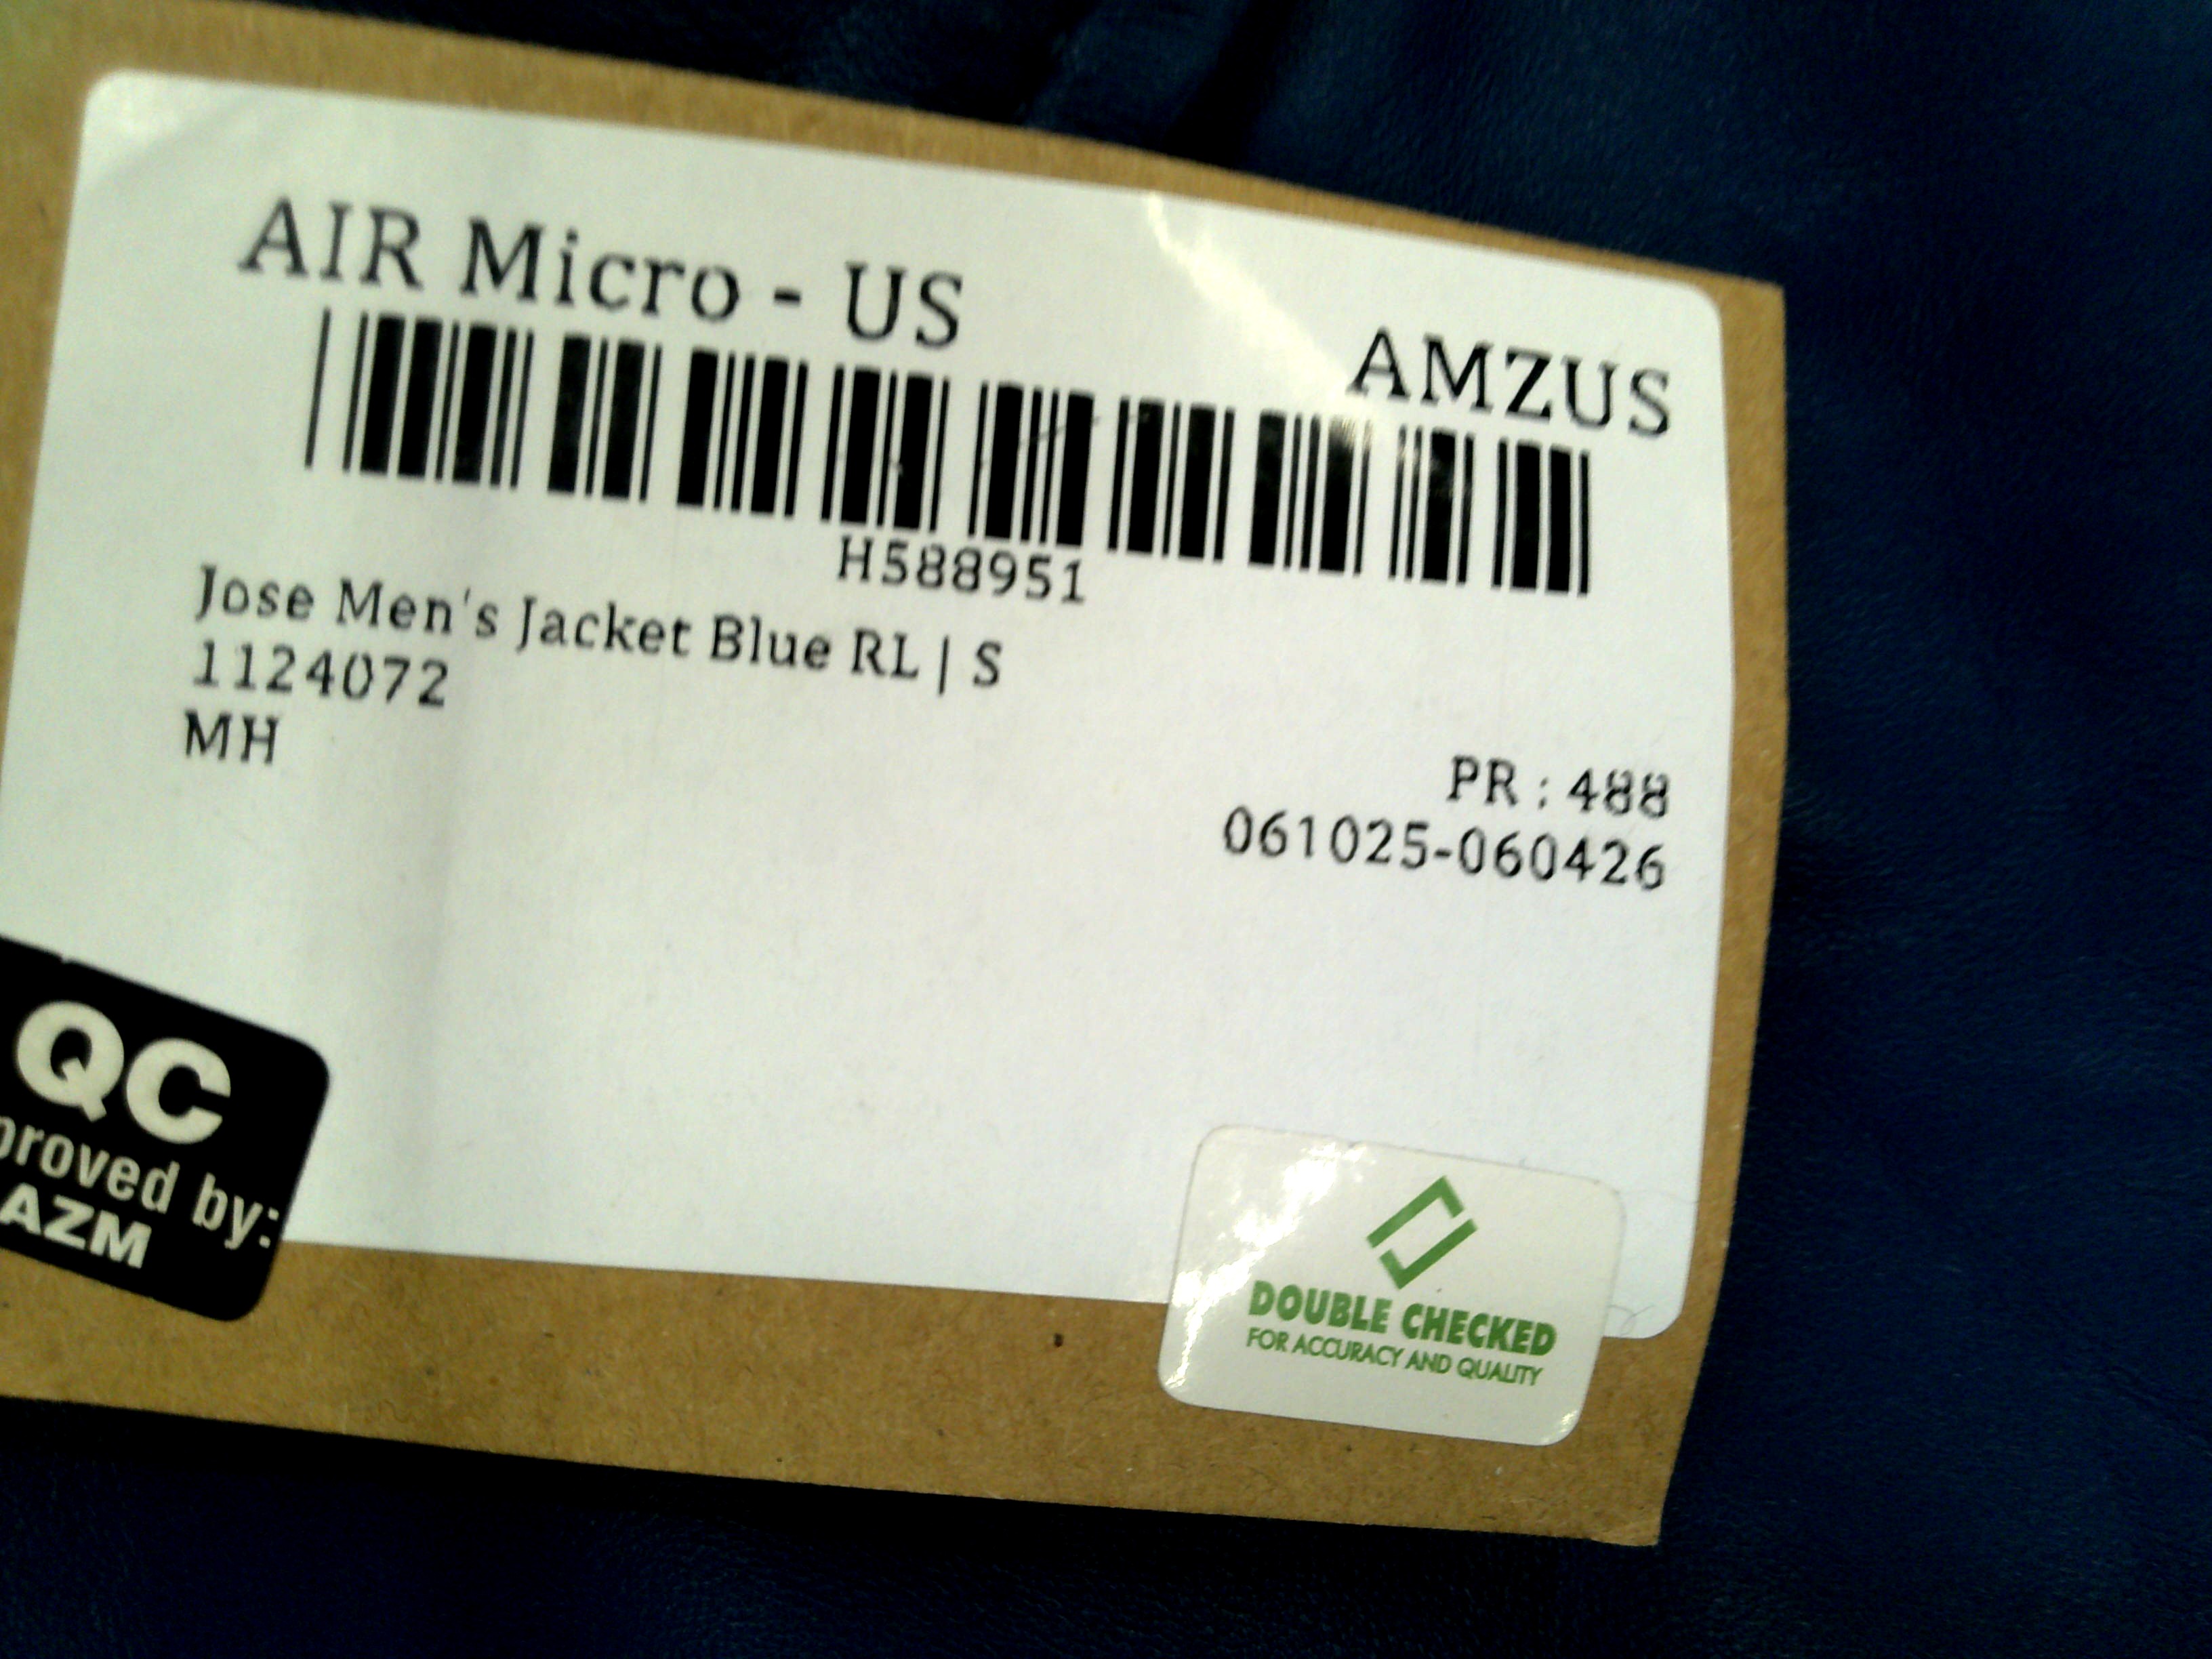 AIR Micro - US
AMZUS
H588951
Jose Men's Jacket Blue RL | S
1124072
MH
PR : 488
061025-060426
QC
proved by:
AZM
DOUBLE CHECKED
FOR ACCURACY AND QUALITY